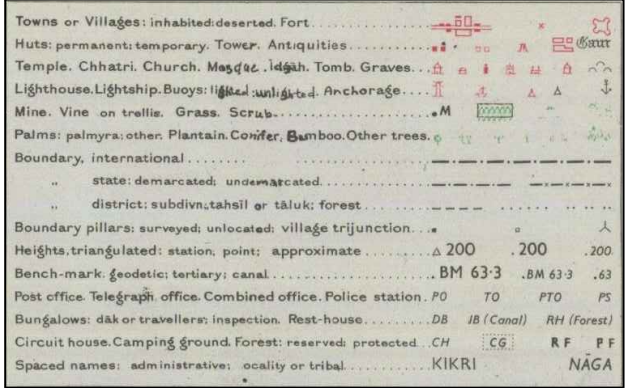 Towns or Villages: inhabited: deserted. Fort
Huts: permanent: temporary. Tower. Antiquities Gaur
Temple. Chhatri. Church. Mosque. Īdgāh. Tomb. Graves
Lighthouse. Lightship. Buoys: lighted: unlighted. Anchorage
Mine. Vine on trellis. Grass. Scrub .M
Palms: palmyra: other. Plantain. Conifer. Bamboo. Other trees.
Boundary, international
" state: demarcated; undemarcated
" district: subdivn; tahsīl or tāluk; forest
Boundary pillars: surveyed; unlocated; village trijunction
Heights, triangulated: station; point; approximate △ 200 .200 .200
Bench-mark. geodetic; tertiary; canal .BM 63·3 .BM 63·3 .63
Post office. Telegraph office. Combined office. Police station. PO TO PTO PS
Bungalows: dāk or travellers; inspection. Rest-house DB IB (Canal) RH (Forest)
Circuit house. Camping ground. Forest: reserved; protected CH CG RF PF
Spaced names: administrative; ocality or tribal KIKRI NĀGA